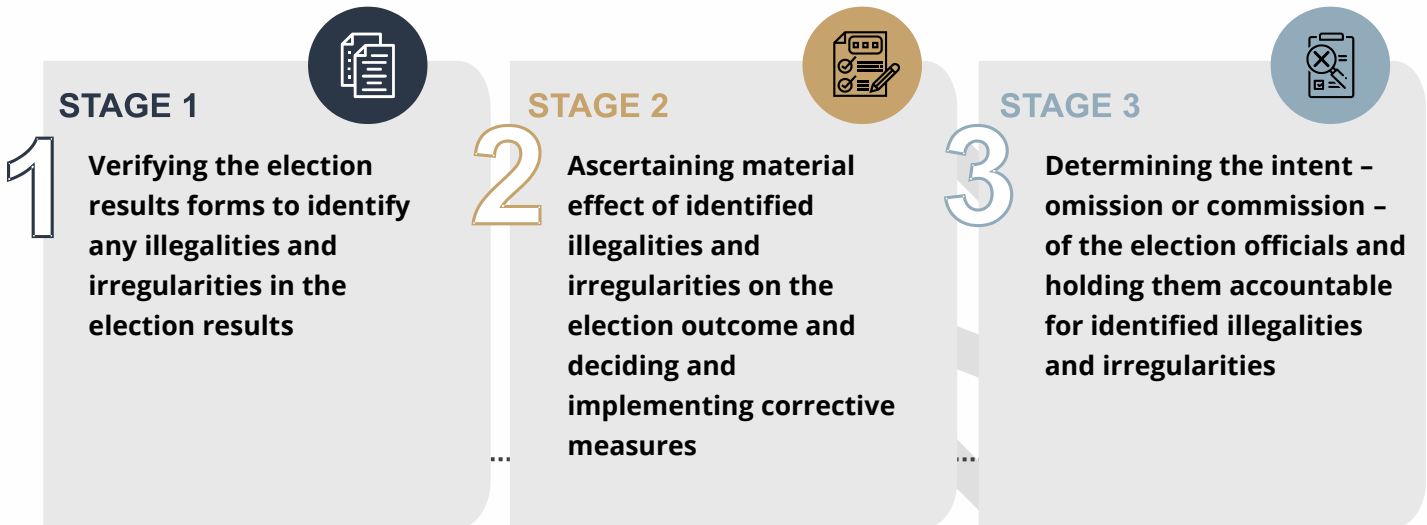 STAGE 1
1
Verifying the election
results forms to identify
any illegalities and
irregularities in the
election results
STAGE 2
2
Ascertaining material
effect of identified
illegalities and
irregularities on the
election outcome and
deciding and
implementing corrective
measures
STAGE 3
3
Determining the intent –
omission or commission –
of the election officials and
holding them accountable
for identified illegalities
and irregularities